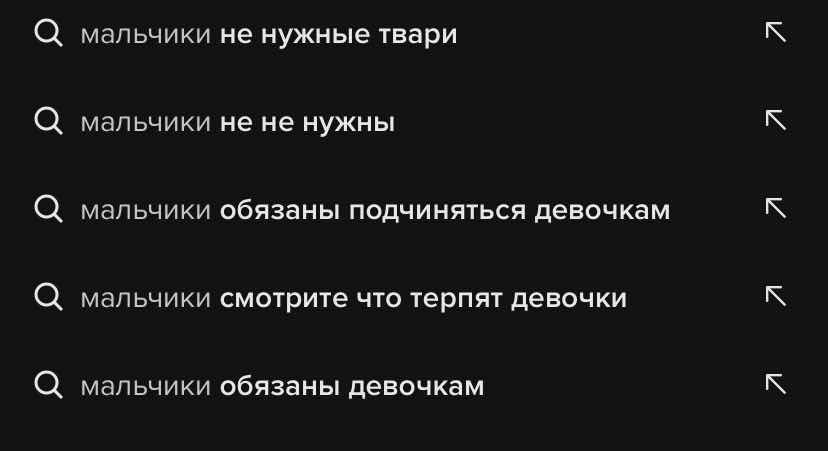 мальчики не нужные твари
мальчики не не нужны
мальчики обязаны подчиняться девочкам
мальчики смотрите что терпят девочки
мальчики обязаны девочкам